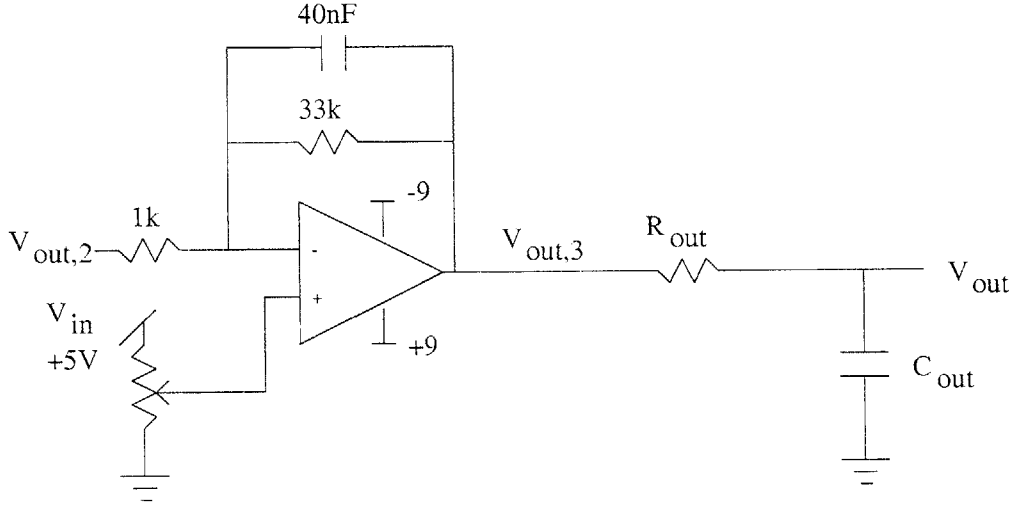 40nF
33k
-9
1k
V out,2
-
V out,3
R out
V out
+
V in
+5V
+9
C out